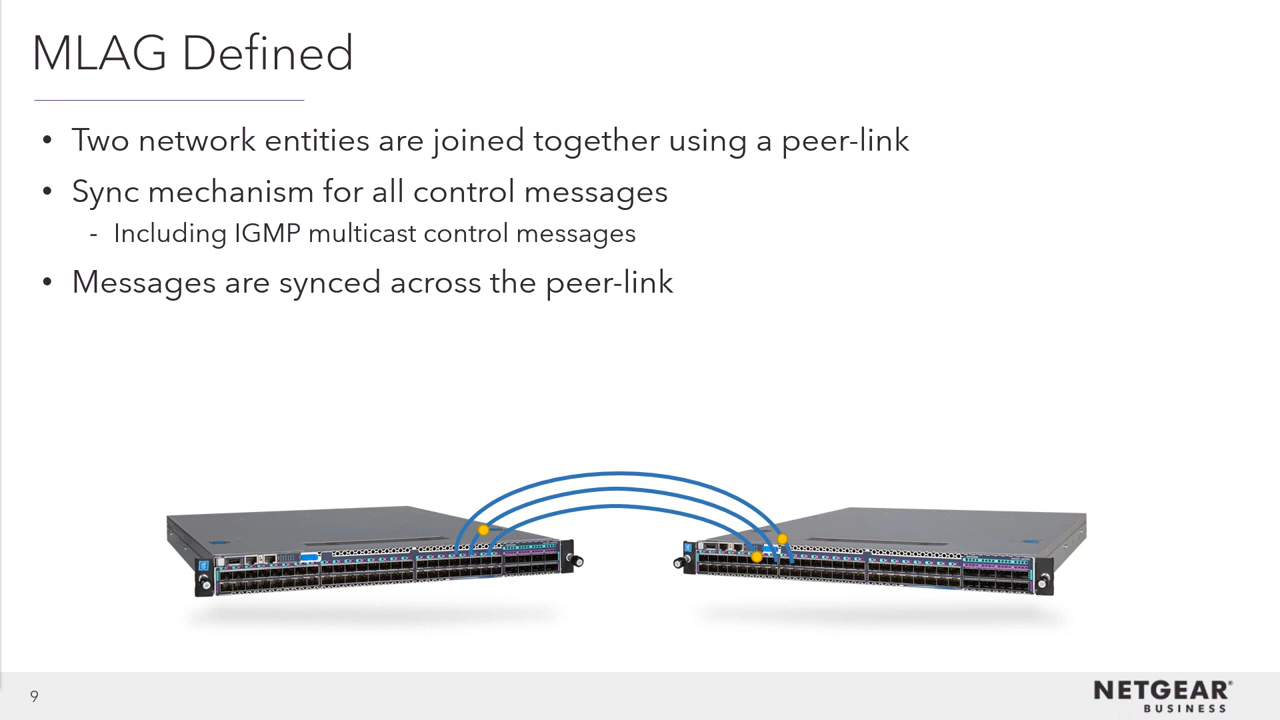 MLAG Defined
• Two network entities are joined together using a peer-link
• Sync mechanism for all control messages
- Including IGMP multicast control messages
• Messages are synced across the peer-link
9
NETGEAR®
BUSINESS